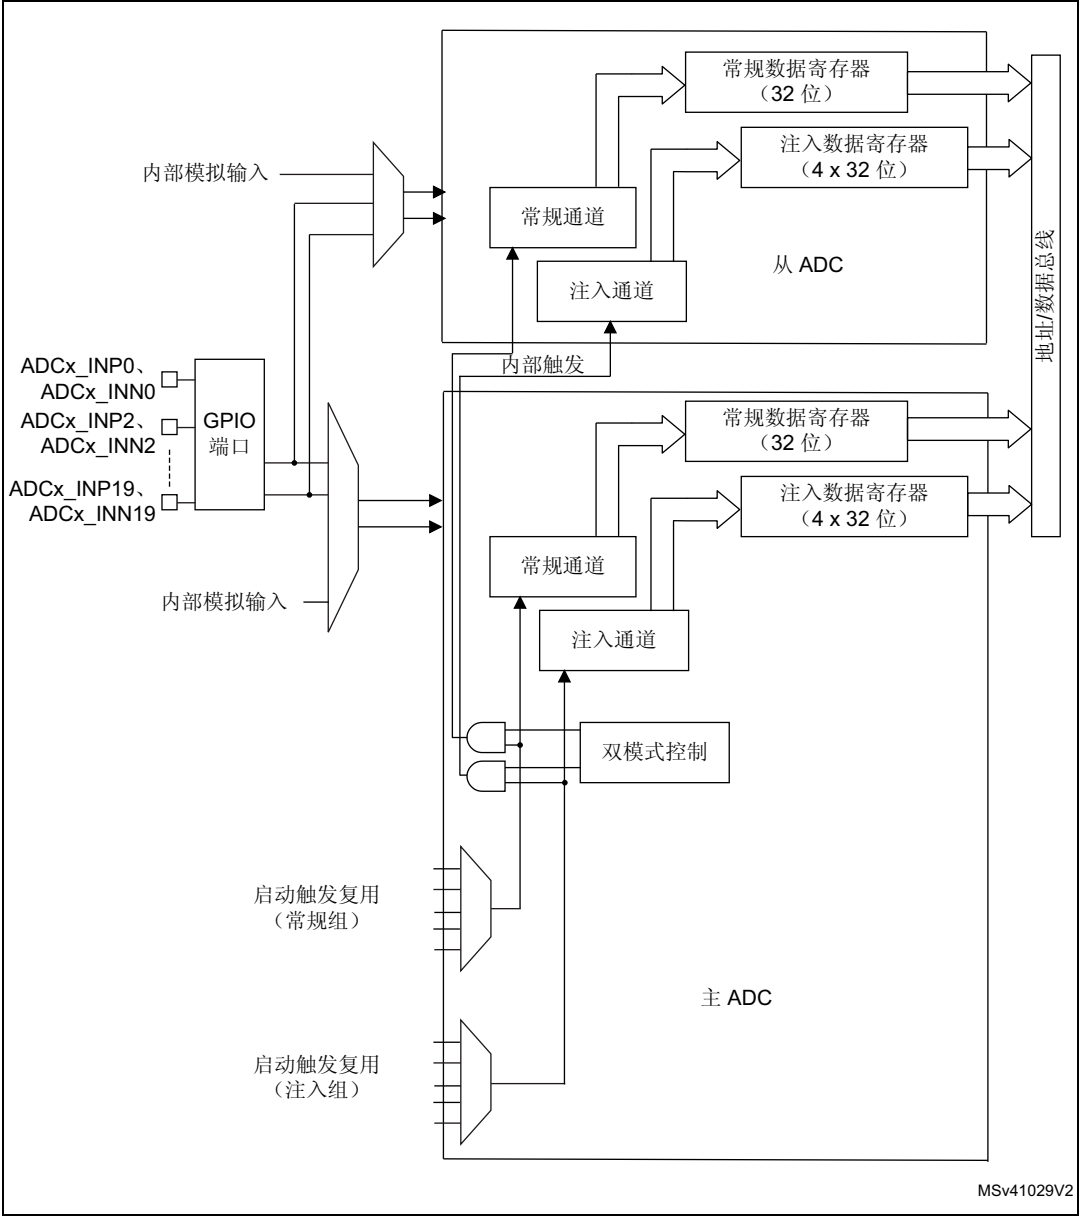 常规数据寄存器
（32 位）
注入数据寄存器
（4 x 32 位）
内部模拟输入
常规通道
从 ADC
注入通道
地址/数据总线
内部触发
ADCx_INP0、
ADCx_INN0
ADCx_INP2、
ADCx_INN2
ADCx_INP19、
ADCx_INN19
GPIO
端口
常规数据寄存器
（32 位）
注入数据寄存器
（4 x 32 位）
常规通道
内部模拟输入
注入通道
双模式控制
启动触发复用
（常规组）
主 ADC
启动触发复用
（注入组）
MSv41029V2